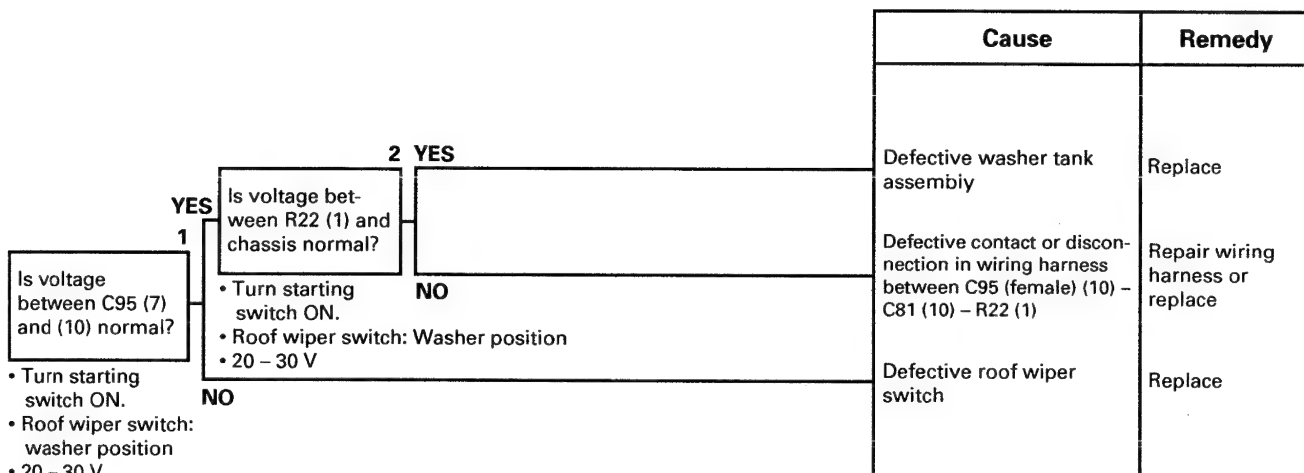 Cause
Remedy
2 YES
Is voltage bet-
ween R22 (1) and
chassis normal?
Defective washer tank
assembly
Replace
YES
1
Is voltage
between C95 (7)
and (10) normal?
• Turn starting
switch ON.
• Roof wiper switch: Washer position
• 20 – 30 V
NO
Defective contact or discon-
nection in wiring harness
between C95 (female) (10) –
C81 (10) – R22 (1)
Repair wiring
harness or
replace
• Turn starting
switch ON.
• Roof wiper switch:
washer position
• 20 – 30 V
NO
Defective roof wiper
switch
Replace